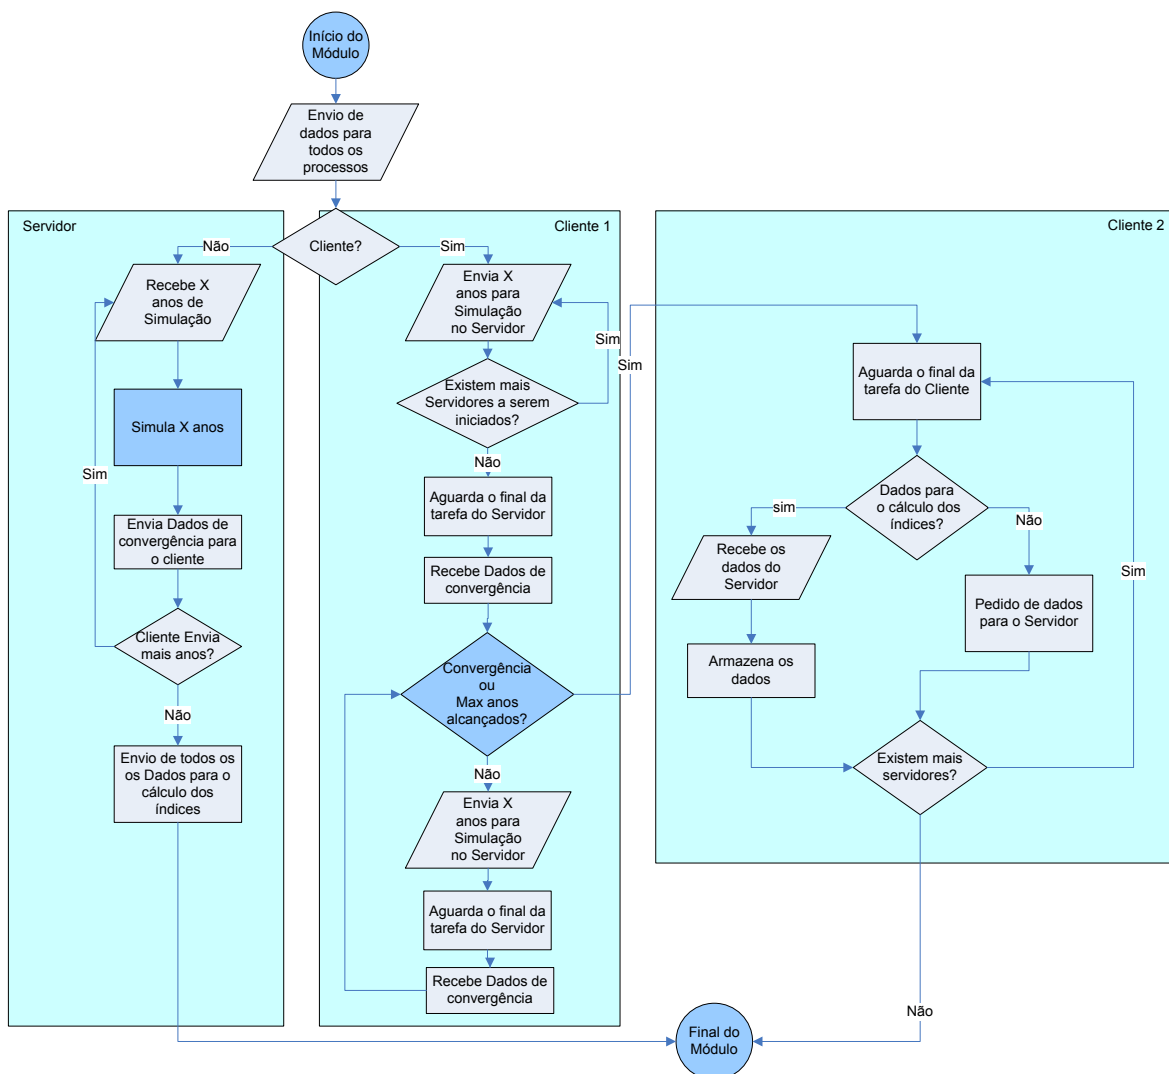 Início do
Módulo
Envio de
dados para
todos os
processos
Servidor
Cliente 1
Cliente 2
Cliente?
Não
Sim
Recebe X
anos de
Simulação
Simula X anos
Sim
Envia Dados de
convergência para
o cliente
Cliente Envia
mais anos?
Não
Envio de todos os
os Dados para o
cálculo dos
índices
Envia X
anos para
Simulação
no Servidor
Sim
Existem mais
Servidores a serem
iniciados?
Não
Aguarda o final da
tarefa do Servidor
Recebe Dados de
convergência
Convergência
ou
Max anos
alcançados?
Sim
Não
Envia X
anos para
Simulação
no Servidor
Aguarda o final da
tarefa do Servidor
Recebe Dados de
convergência
Aguarda o final da
tarefa do Cliente
Dados para
o cálculo dos
índices?
sim
Não
Recebe os
dados do
Servidor
Pedido de dados
para o Servidor
Sim
Armazena os
dados
Existem mais
servidores?
Não
Final do
Módulo